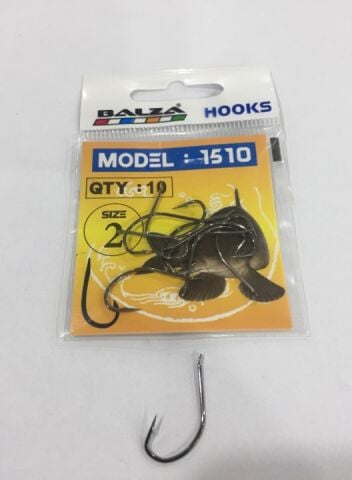 BALZA HOOKS
MODEL : 1510
QTY :10
SIZE
2